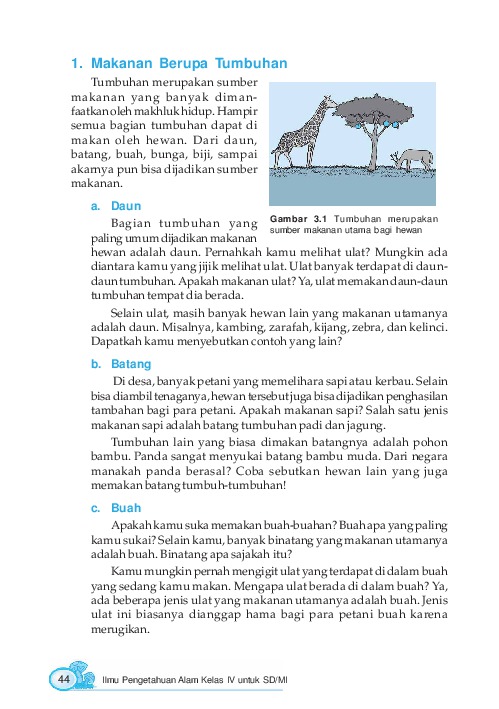 1. Makanan Berupa Tumbuhan
Tumbuhan merupakan sumber
makanan yang banyak diman-
faatkan oleh makhluk hidup. Hampir
semua bagian tumbuhan dapat di
makan oleh hewan. Dari daun,
batang, buah, bunga, biji, sampai
akarnya pun bisa dijadikan sumber
makanan.
Gambar 3.1 Tumbuhan merupakan
sumber makanan utama bagi hewan
a. Daun
Bagian tumbuhan yang
paling umum dijadikan makanan
hewan adalah daun. Pernahkah kamu melihat ulat? Mungkin ada
diantara kamu yang jijik melihat ulat. Ulat banyak terdapat di daun-
daun tumbuhan. Apakah makanan ulat? Ya, ulat memakan daun-daun
tumbuhan tempat dia berada.
Selain ulat, masih banyak hewan lain yang makanan utamanya
adalah daun. Misalnya, kambing, zarafah, kijang, zebra, dan kelinci.
Dapatkah kamu menyebutkan contoh yang lain?
b. Batang
Di desa, banyak petani yang memelihara sapi atau kerbau. Selain
bisa diambil tenaganya, hewan tersebut juga bisa dijadikan penghasilan
tambahan bagi para petani. Apakah makanan sapi? Salah satu jenis
makanan sapi adalah batang tumbuhan padi dan jagung.
Tumbuhan lain yang biasa dimakan batangnya adalah pohon
bambu. Panda sangat menyukai batang bambu muda. Dari negara
manakah panda berasal? Coba sebutkan hewan lain yang juga
memakan batang tumbuh-tumbuhan!
c. Buah
Apakah kamu suka memakan buah-buahan? Buah apa yang paling
kamu sukai? Selain kamu, banyak binatang yang makanan utamanya
adalah buah. Binatang apa sajakah itu?
Kamu mungkin pernah mengigit ulat yang terdapat di dalam buah
yang sedang kamu makan. Mengapa ulat berada di dalam buah? Ya,
ada beberapa jenis ulat yang makanan utamanya adalah buah. Jenis
ulat ini biasanya dianggap hama bagi para petani buah karena
merugikan.
44 Ilmu Pengetahuan Alam Kelas IV untuk SD/MI